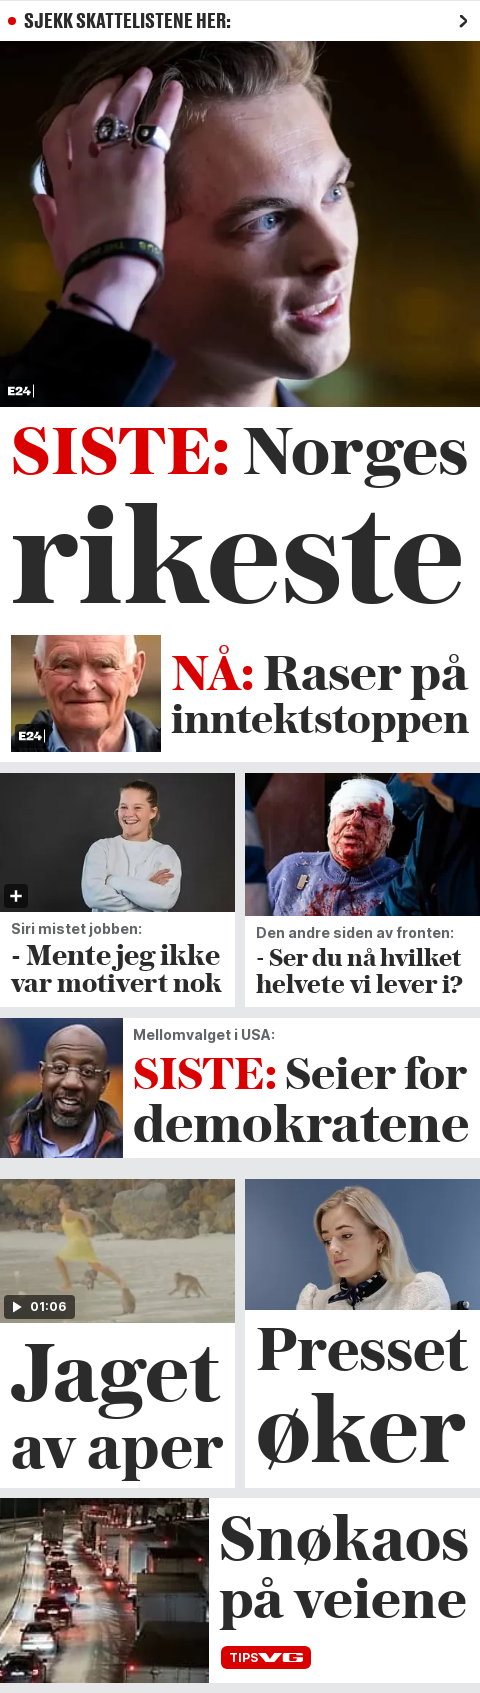 SJEKK SKATTELISTENE HER:
E24
SISTE: Norges
rikeste
E24
NÅ: Raser på
inntektstoppen
Siri mistet jobben:
- Mente jeg ikke
var motivert nok
Den andre siden av fronten:
- Ser du nå hvilket
helvete vi lever i?
Mellomvalget i USA:
SISTE: Seier for
demokratene
01:06
Jaget
av aper
Presset
øker
Snøkaos
på veiene
TIPS VG